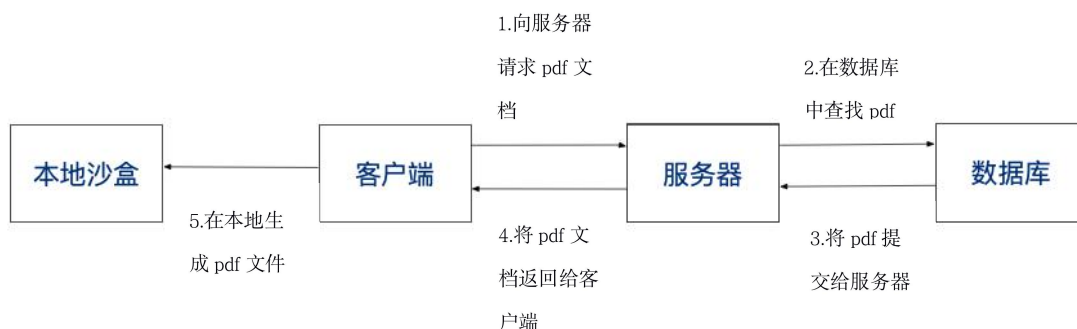 1.向服务器
请求 pdf 文
档
2.在数据库
中查找 pdf
本地沙盒
客户端
服务器
数据库
5.在本地生
成 pdf 文件
4.将 pdf 文
档返回给客
户端
3.将 pdf 提
交给服务器